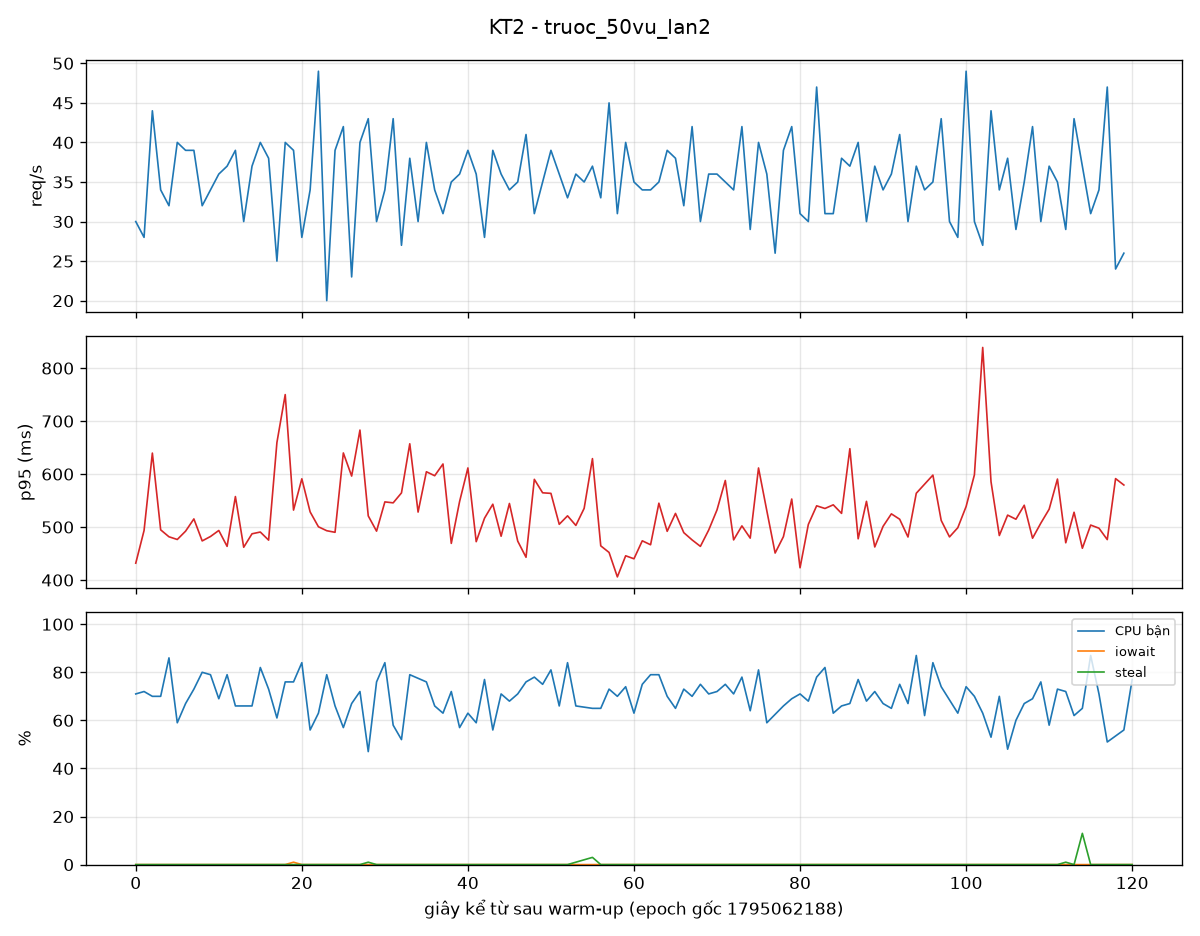 KT2 - truoc_50vu_lan2
50
45
40
35
30
25
20
req/s
800
700
600
500
400
p95 (ms)
100
80
60
40
20
0
%
CPU bận
iowait
steal
0 20 40 60 80 100 120
giây kể từ sau warm-up (epoch gốc 1795062188)